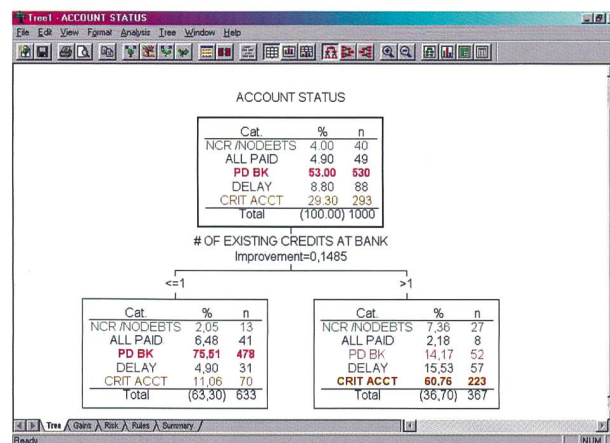 Tree1 - ACCOUNT STATUS
File Edit View Format Analysis Tree Window Help
ACCOUNT STATUS
Cat. % n
NCR /NODEBTS 4.00 40
ALL PAID 4.90 49
PD BK 53.00 530
DELAY 8.80 88
CRIT ACCT 29.30 293
Total (100.00) 1000
# OF EXISTING CREDITS AT BANK
Improvement=0,1485
<=1 >1
Cat. % n
NCR /NODEBTS 2,05 13
ALL PAID 6,48 41
PD BK 75,51 478
DELAY 4,90 31
CRIT ACCT 11,06 70
Total (63,30) 633
Cat. % n
NCR /NODEBTS 7,36 27
ALL PAID 2,18 8
PD BK 14,17 52
DELAY 15,53 57
CRIT ACCT 60,76 223
Total (36,70) 367
Tree Gains Risk Rules Summary
Ready NUM